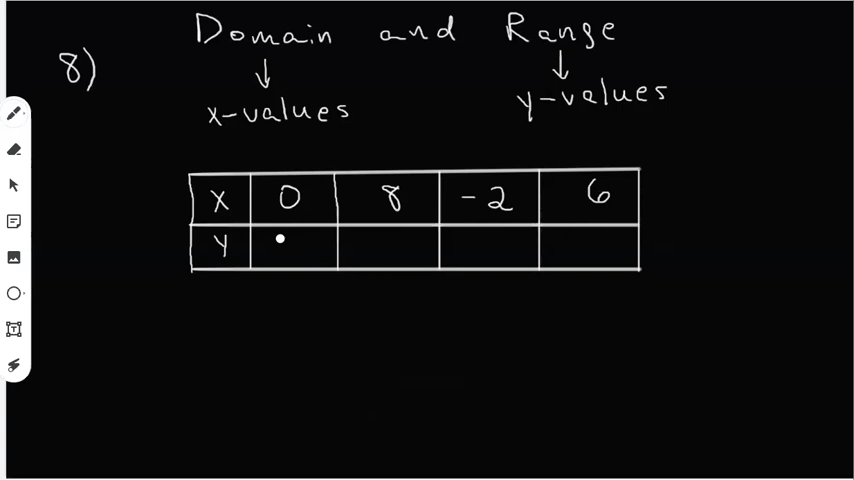 Domain and Range
8)
x-values y-values
X 0 8 -2 6
Y